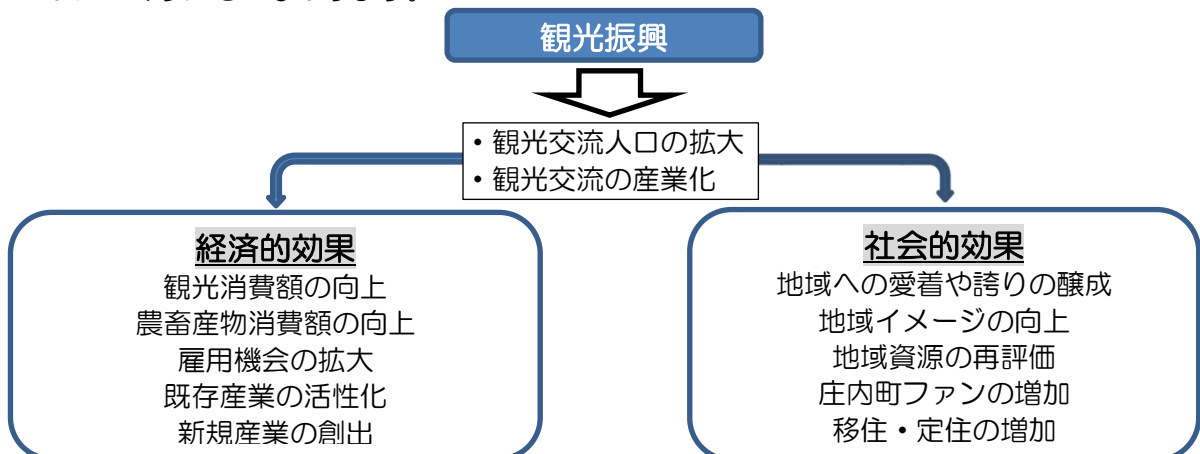 観光振興
・観光交流人口の拡大
・観光交流の産業化
経済的効果
観光消費額の向上
農畜産物消費額の向上
雇用機会の拡大
既存産業の活性化
新規産業の創出
社会的効果
地域への愛着や誇りの醸成
地域イメージの向上
地域資源の再評価
庄内町ファンの増加
移住・定住の増加